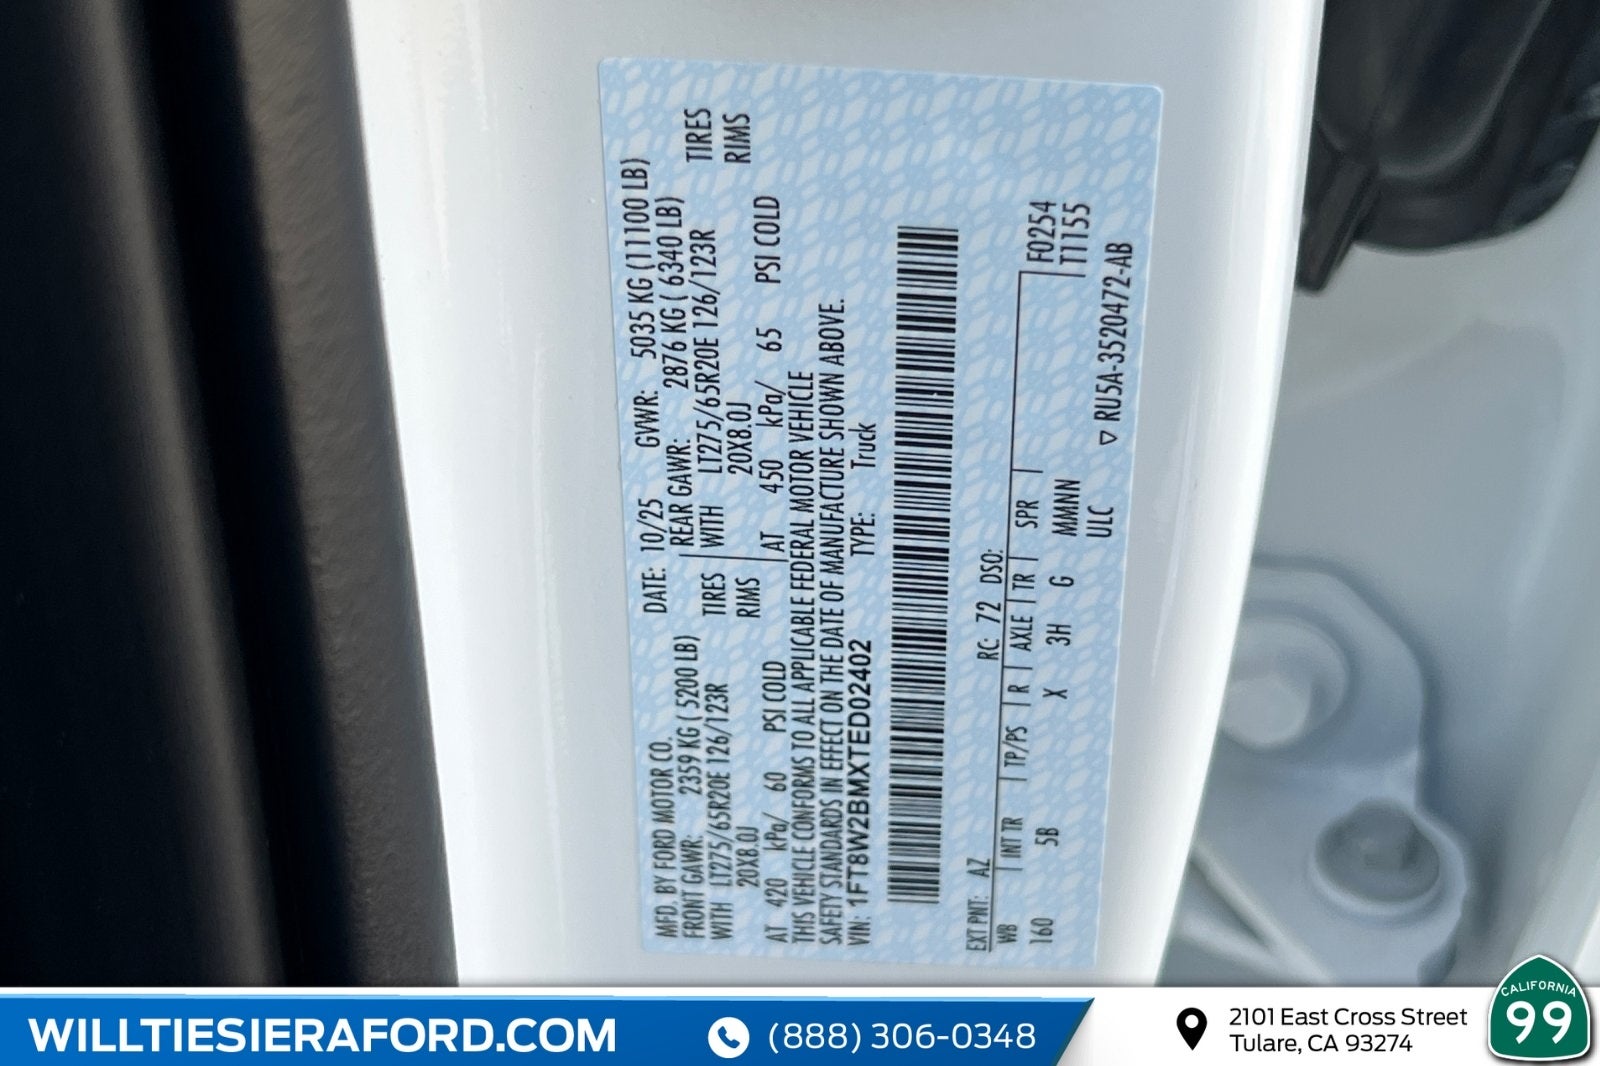 MFD. BY FORD MOTOR CO.
DATE: 10/25 GVWR: 5035 KG (11100 LB)
FRONT GAWR: 2359 KG ( 5200 LB)
REAR GAWR: 2876 KG ( 6340 LB)
WITH LT275/65R20E 126/123R TIRES
WITH LT275/65R20E 126/123R TIRES
20X8.0J RIMS
20X8.0J RIMS
AT 420 kPa/ 60 PSI COLD
AT 450 kPa/ 65 PSI COLD
THIS VEHICLE CONFORMS TO ALL APPLICABLE FEDERAL MOTOR VEHICLE
SAFETY STANDARDS IN EFFECT ON THE DATE OF MANUFACTURE SHOWN ABOVE.
VIN: 1FT8W2BMXTED02402 TYPE: Truck
EXT PNT: AZ RC: 72 DSO:
WB INT TR TP/PS R AXLE TR SPR F0254
160 5B X 3H G MMMNN T1155
ULC
▽ RU5A-3520472-AB
WILLTIESIERAFORD.COM
(888) 306-0348
2101 East Cross Street
Tulare, CA 93274
CALIFORNIA
99